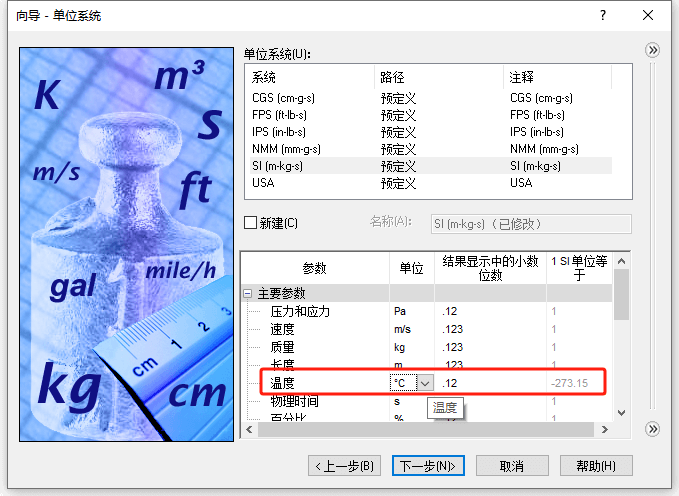 向导 - 单位系统
K
m³
s
m/s
ft
gal
mile/h
cm 1 2 3
kg
cm
单位系统(U):
系统 路径 注释
CGS (cm-g-s) 预定义 CGS (cm-g-s)
FPS (ft-lb-s) 预定义 FPS (ft-lb-s)
IPS (in-lb-s) 预定义 IPS (in-lb-s)
NMM (mm-g-s) 预定义 NMM (mm-g-s)
SI (m-kg-s) 预定义 SI (m-kg-s)
USA 预定义 USA
新建(C) 名称(A): SI (m-kg-s)（已修改）
参数 单位 结果显示中的小数位数 1 SI 单位等于
主要参数
压力和应力 Pa .12 1
速度 m/s .123 1
质量 kg .123 1
长度 m .123 1
温度 °C .12 -273.15
物理时间 s 1
温度
百分比 % .12 1
<上一步(B) 下一步(N)> 取消 帮助(H)